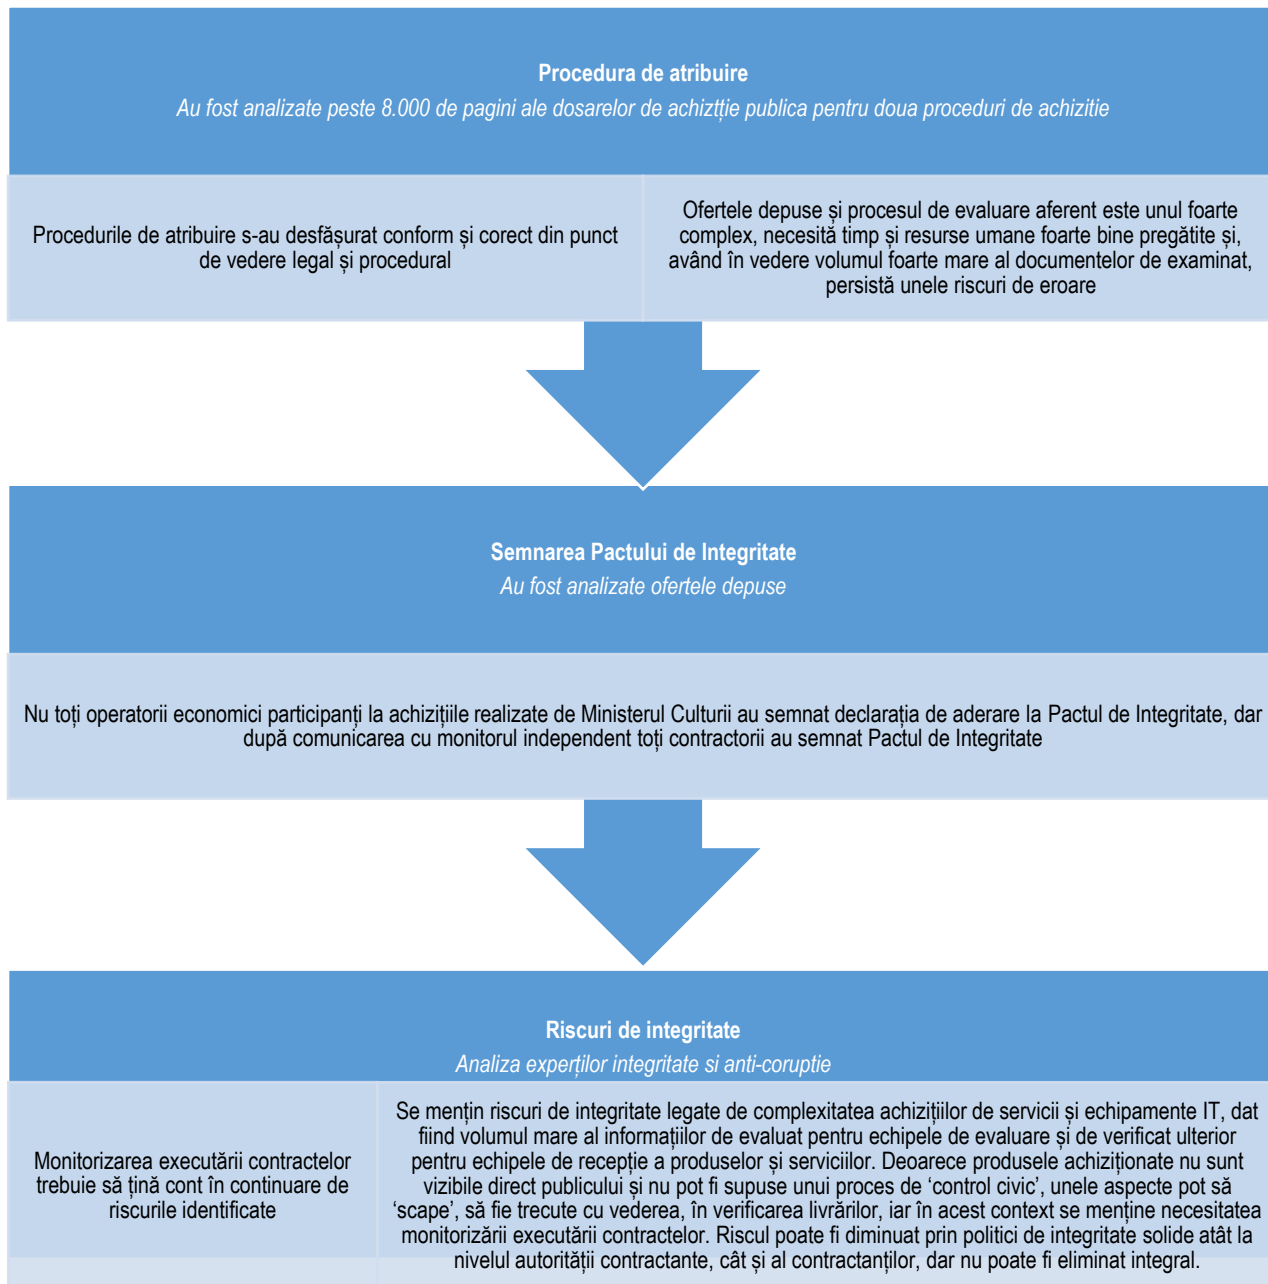 Procedura de atribuire
Au fost analizate peste 8.000 de pagini ale dosarelor de achizțție publica pentru doua proceduri de achizitie
Procedurile de atribuire s-au desfășurat conform și corect din punct
de vedere legal și procedural
Ofertele depuse și procesul de evaluare aferent este unul foarte
complex, necesită timp și resurse umane foarte bine pregătite și,
având în vedere volumul foarte mare al documentelor de examinat,
persistă unele riscuri de eroare
Semnarea Pactului de Integritate
Au fost analizate ofertele depuse
Nu toți operatorii economici participanți la achizițiile realizate de Ministerul Culturii au semnat declarația de aderare la Pactul de Integritate, dar
după comunicarea cu monitorul independent toți contractorii au semnat Pactul de Integritate
Riscuri de integritate
Analiza experților integritate si anti-coruptie
Monitorizarea executării contractelor
trebuie să țină cont în continuare de
riscurile identificate
Se mențin riscuri de integritate legate de complexitatea achizițiilor de servicii și echipamente IT, dat
fiind volumul mare al informațiilor de evaluat pentru echipele de evaluare și de verificat ulterior
pentru echipele de recepție a produselor și serviciilor. Deoarece produsele achiziționate nu sunt
vizibile direct publicului și nu pot fi supuse unui proces de ‘control civic’, unele aspecte pot să
‘scape’, să fie trecute cu vederea, în verificarea livrărilor, iar în acest context se menține necesitatea
monitorizării executării contractelor. Riscul poate fi diminuat prin politici de integritate solide atât la
nivelul autorității contractante, cât și al contractanților, dar nu poate fi eliminat integral.